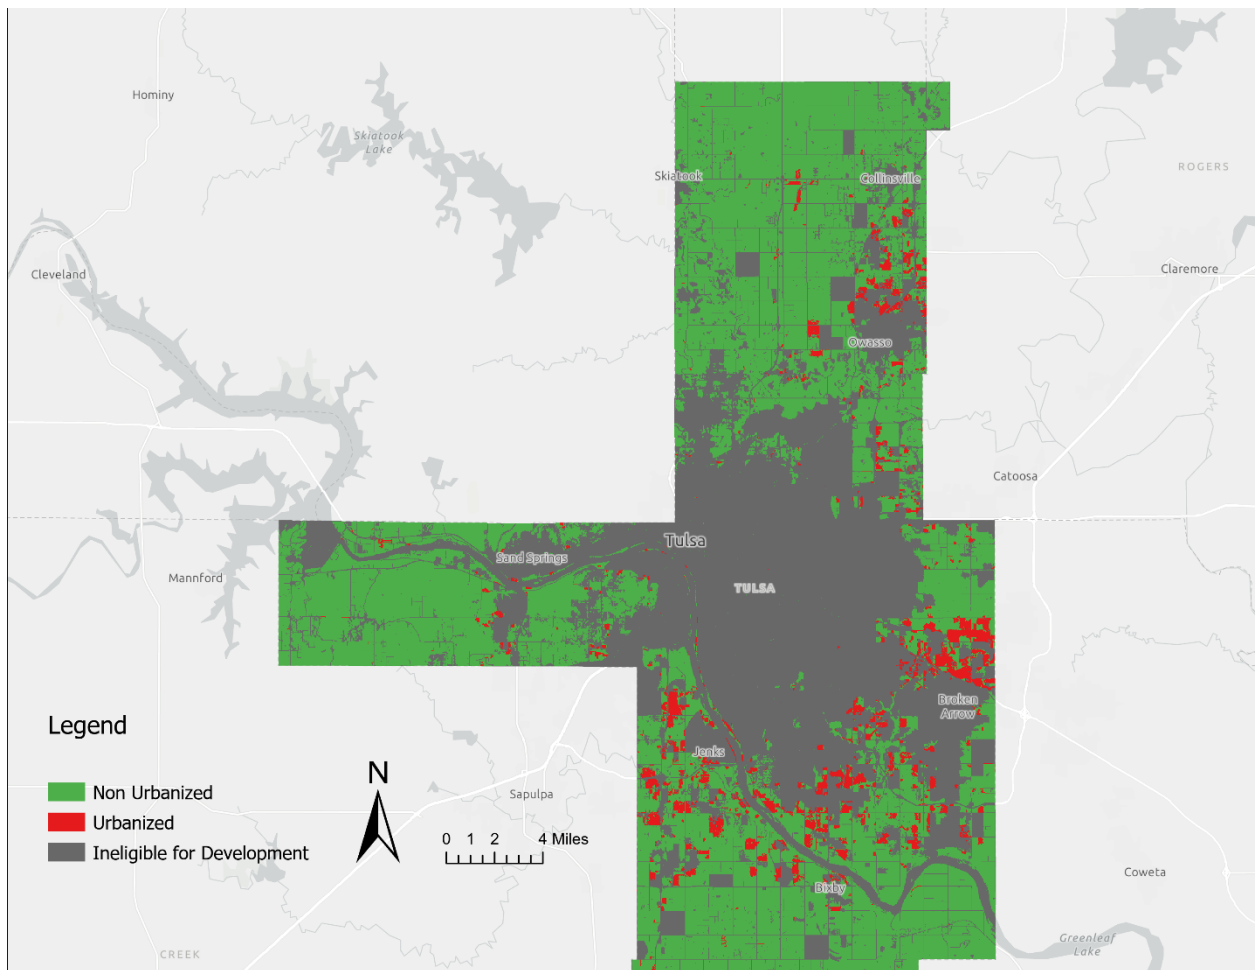 Hominy
Skiatook
Lake
Skiatook
Collinsville
ROGERS
Cleveland
Claremore
Owasso
Catoosa
Tulsa
Sand Springs
Mannford
TULSA
Broken
Arrow
Legend
Jenks
N
Non Urbanized
Sapulpa
Urbanized
0 1 2 4 Miles
Ineligible for Development
Coweta
Bixby
Greenleaf
Lake
CREEK